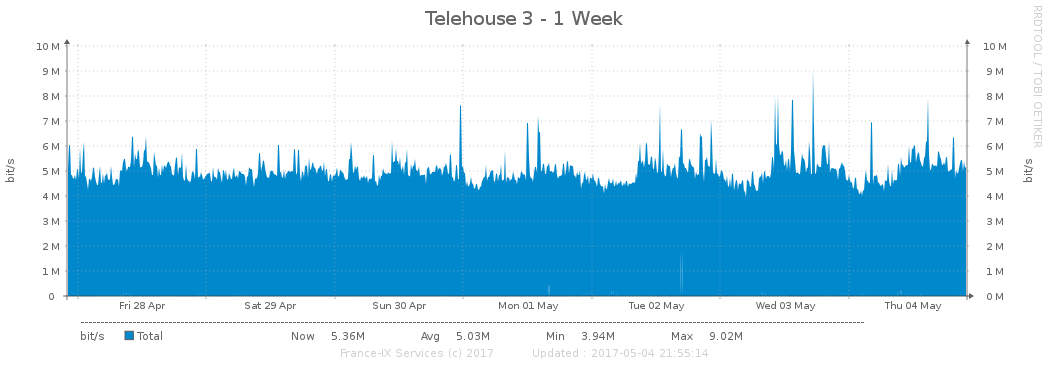 Telehouse 3 - 1 Week
RRDTOOL / TOBI OETIKER
10 M 10 M
9 M 9 M
8 M 8 M
7 M 7 M
6 M 6 M
5 M 5 M
4 M 4 M
3 M 3 M
2 M 2 M
1 M 1 M
0 0 M
bit/s
bit/s
Fri 28 Apr Sat 29 Apr Sun 30 Apr Mon 01 May Tue 02 May Wed 03 May Thu 04 May
bit/s Total Now 5.36M Avg 5.03M Min 3.94M Max 9.02M
France-IX Services (c) 2017 Updated : 2017-05-04 21:55:14